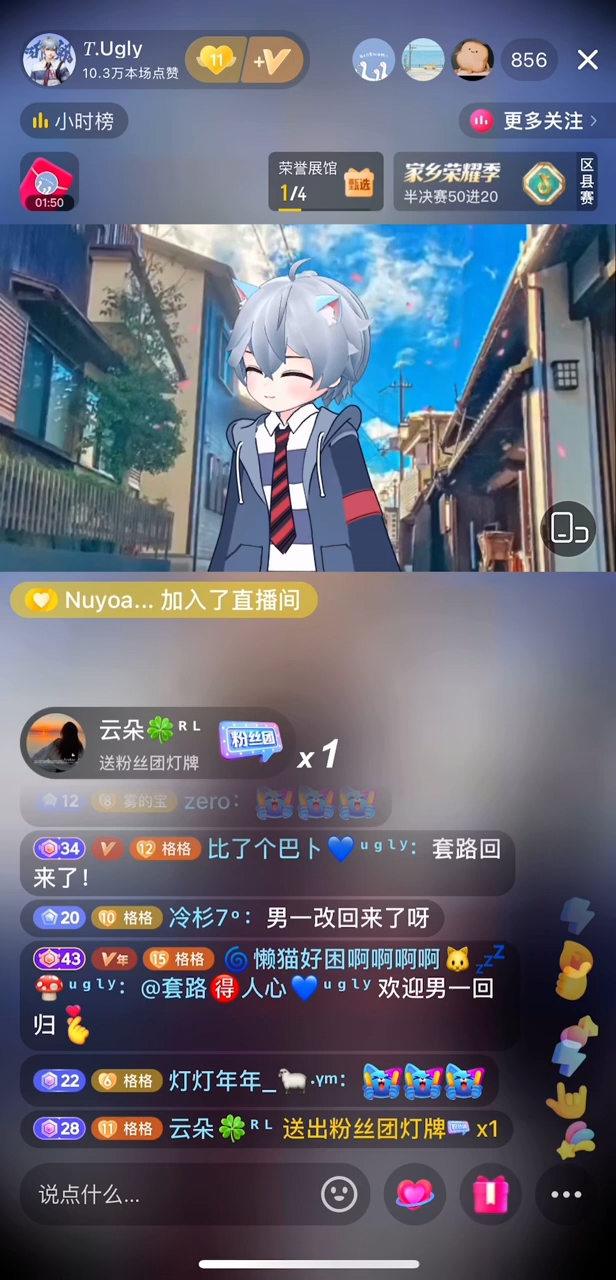 T.Ugly
10.3万本场点赞
11
+V
856
小时榜
更多关注
01:50
荣誉展馆
1/4
甄选
家乡荣耀季
半决赛50进20
区县赛
Nuyoa... 加入了直播间
云朵🍀ᴿᴸ
送粉丝团灯牌
粉丝团
x1
12 8 雾的宝 zero：
34 V 12 格格 比了个巴卜💙ᵘᵍˡʸ：套路回
来了！
20 10 格格 冷杉7º：男一改回来了呀
43 V年 15 格格 🌀懒猫好困啊啊啊啊🐱💤
🍄ᵘᵍˡʸ：@套路🉐人心💙ᵘᵍˡʸ 欢迎男一回
归
22 6 格格 灯灯年年_🐑.ʸᵐ：
28 11 格格 云朵🍀ᴿᴸ 送出粉丝团灯牌 x1
说点什么...